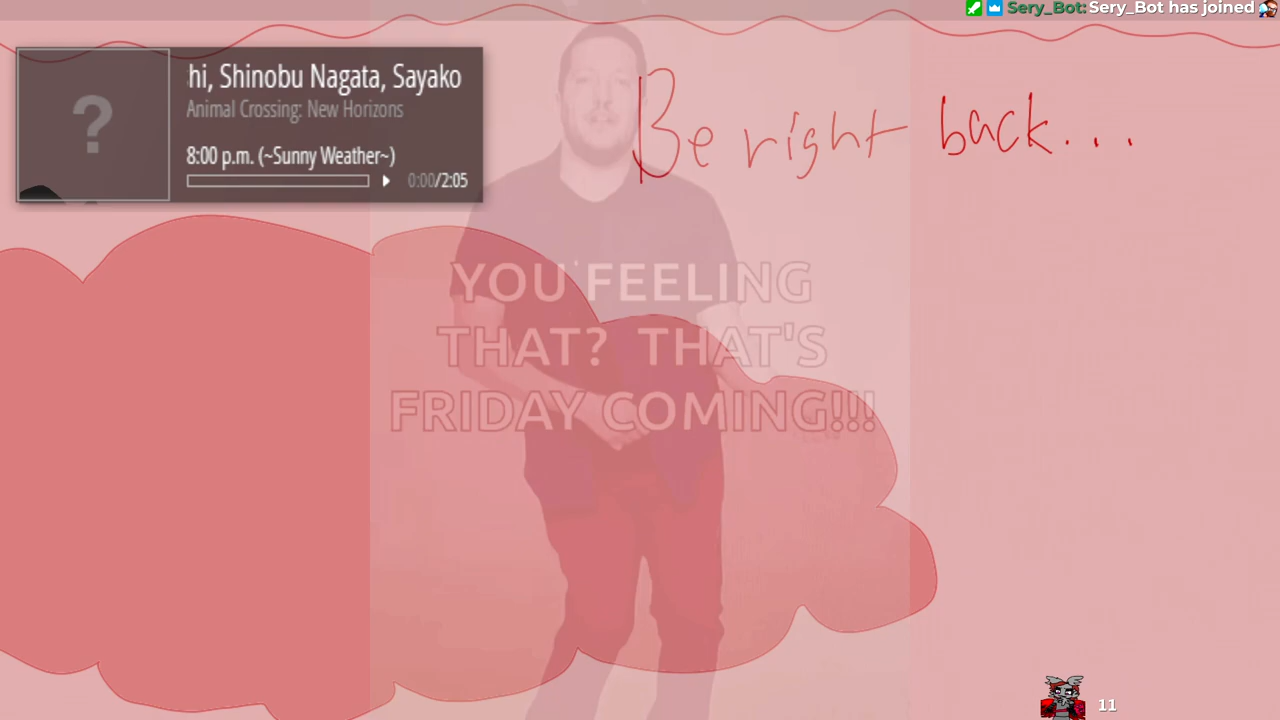 Sery_Bot: Sery_Bot has joined
hi, Shinobu Nagata, Sayako
Animal Crossing: New Horizons
8:00 p.m. (~Sunny Weather~)
0:00/2:05
Be right back...
YOU FEELING
THAT? THAT'S
FRIDAY COMING!!!
11